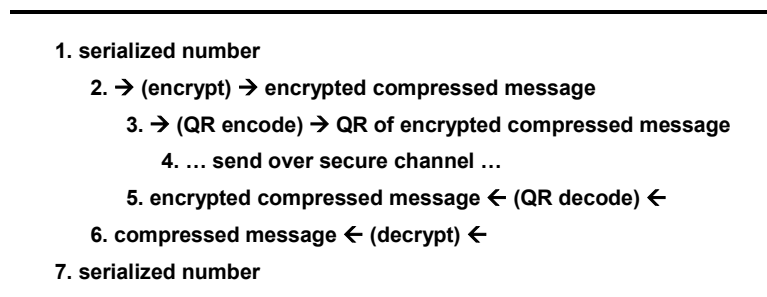 1. serialized number
2. → (encrypt) → encrypted compressed message
3. → (QR encode) → QR of encrypted compressed message
4. … send over secure channel …
5. encrypted compressed message ← (QR decode) ←
6. compressed message ← (decrypt) ←
7. serialized number